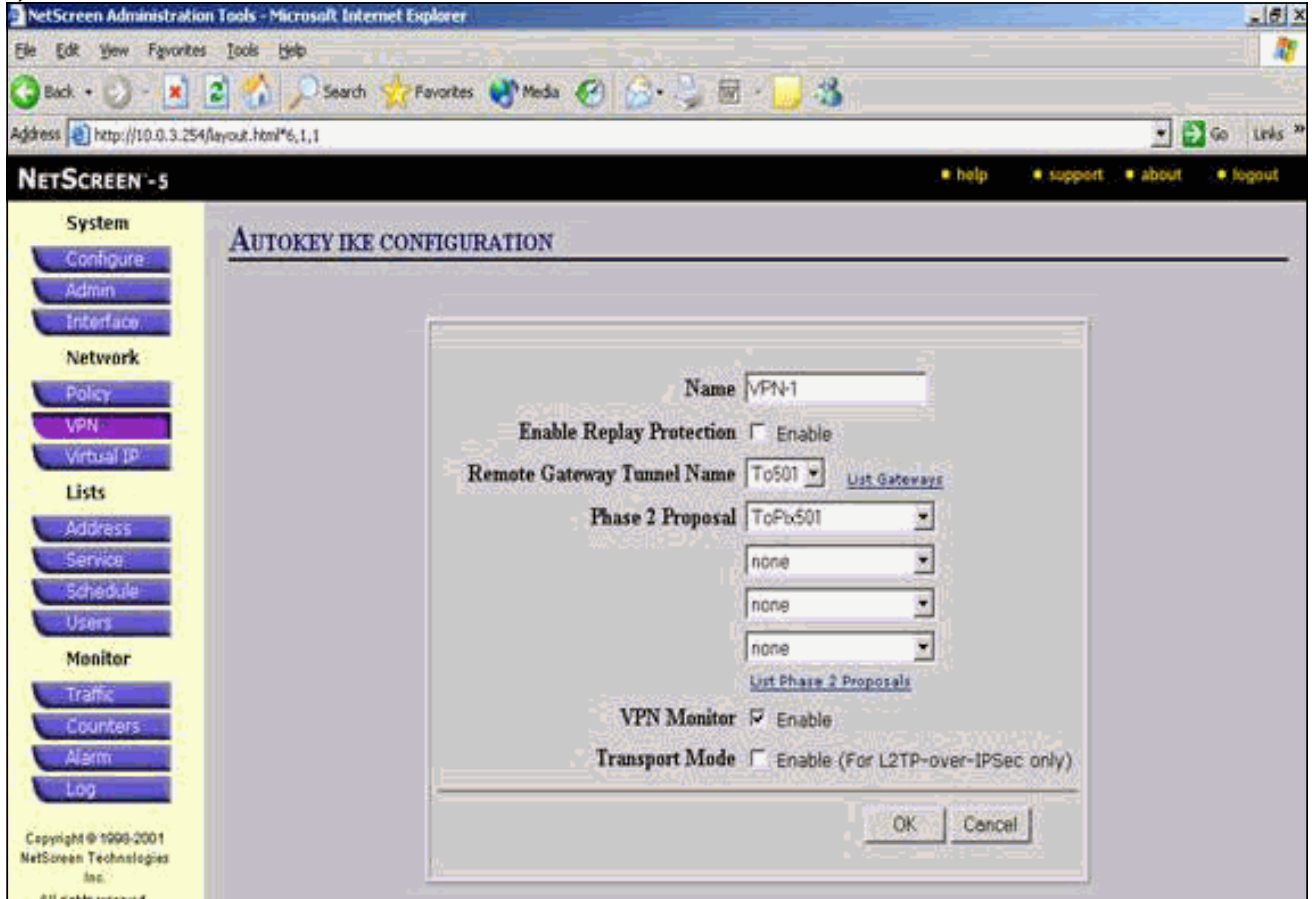 NetScreen Administration Tools - Microsoft Internet Explorer
File Edit View Favorites Tools Help
Back Search Favorites Media
Address http://10.0.3.254/layout.html*6,1,1 Go Links »
NETSCREEN-5 help support about logout
System
Configure
Admin
Interface
Network
Policy
VPN
Virtual IP
Lists
Address
Service
Schedule
Users
Monitor
Traffic
Counters
Alarm
Log
Copyright © 1998-2001
NetScreen Technologies
Inc.
All rights reserved
AUTOKEY IKE CONFIGURATION
Name VPN-1
Enable Replay Protection Enable
Remote Gateway Tunnel Name To501 List Gateways
Phase 2 Proposal ToPix501
none
none
none
List Phase 2 Proposals
VPN Monitor Enable
Transport Mode Enable (For L2TP-over-IPSec only)
OK Cancel